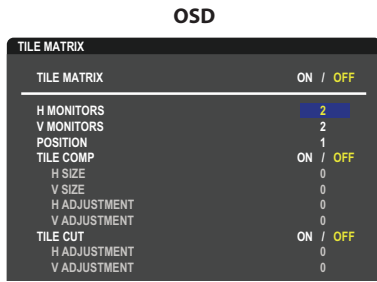 OSD
TILE MATRIX
TILE MATRIX ON / OFF
H MONITORS 2
V MONITORS 2
POSITION 1
TILE COMP ON / OFF
H SIZE 0
V SIZE 0
H ADJUSTMENT 0
V ADJUSTMENT 0
TILE CUT ON / OFF
H ADJUSTMENT 0
V ADJUSTMENT 0